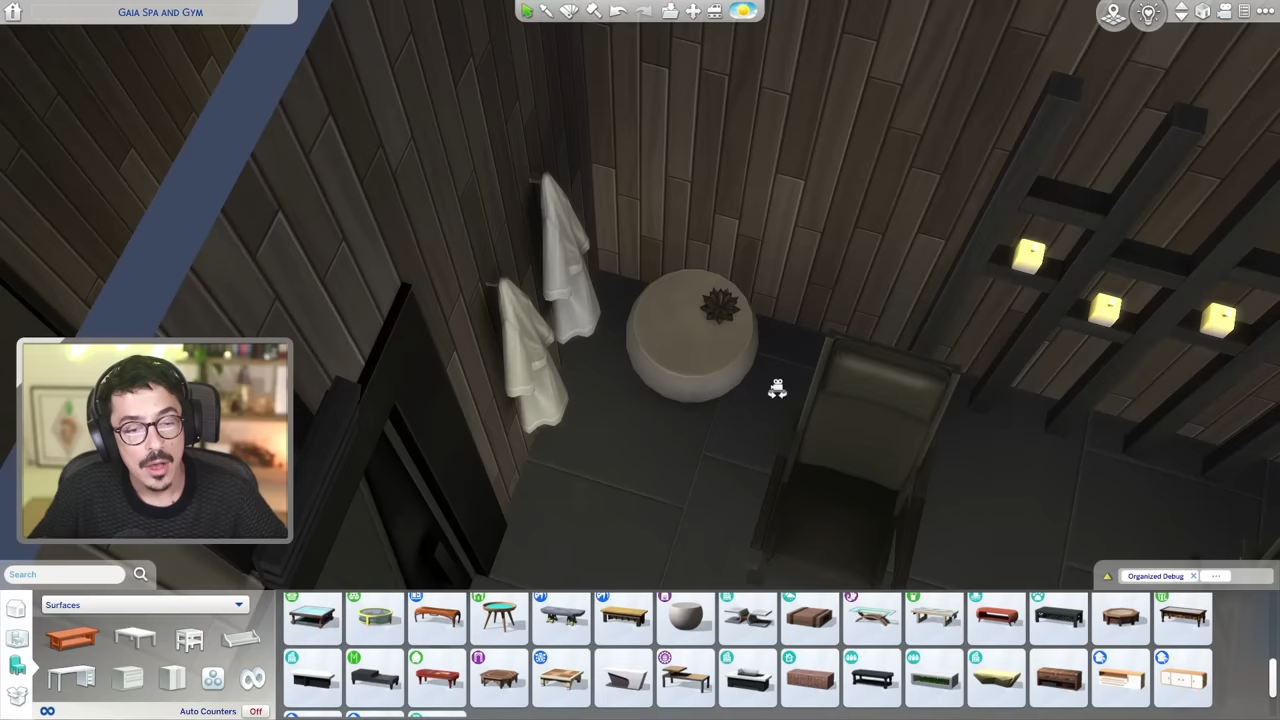 Gaia Spa and Gym
Search
Organized Debug
Surfaces
Auto Counters Off